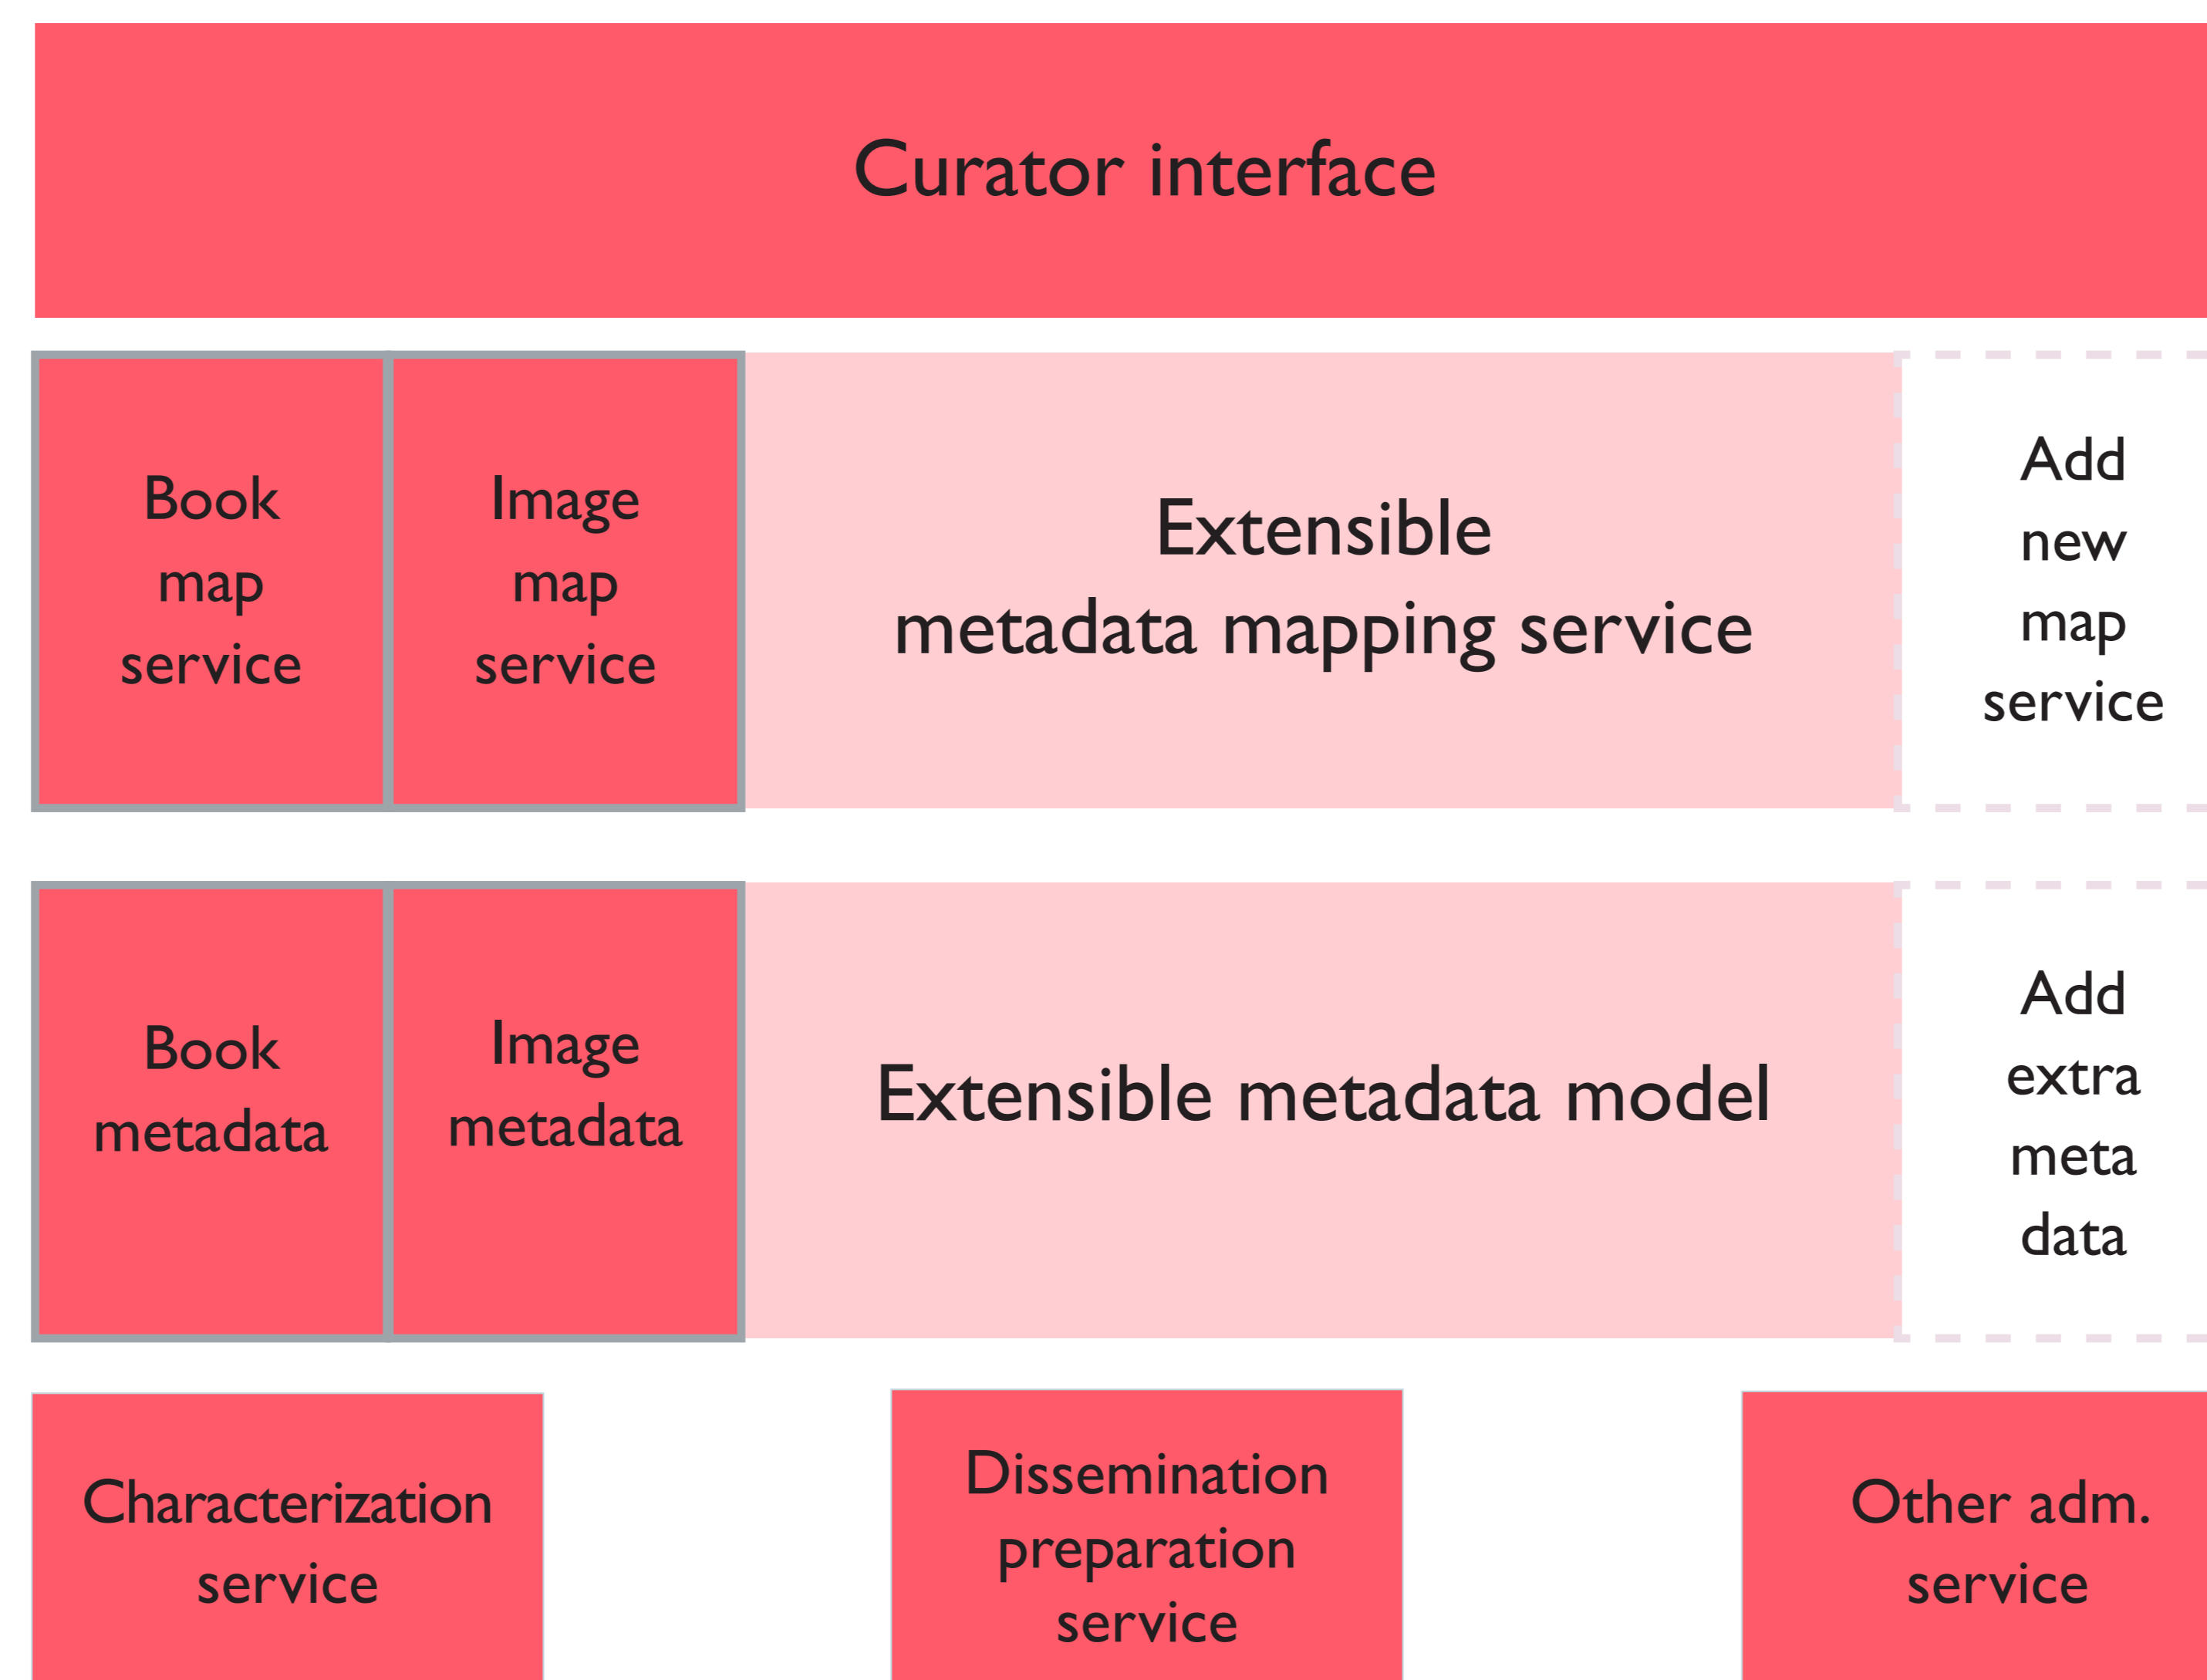 Curator interface
Book
map
service
Image
map
service
Extensible
metadata mapping service
Add
new
map
service
Book
metadata
Image
metadata
Extensible metadata model
Add
extra
meta
data
Characterization
service
Dissemination
preparation
service
Other adm.
service